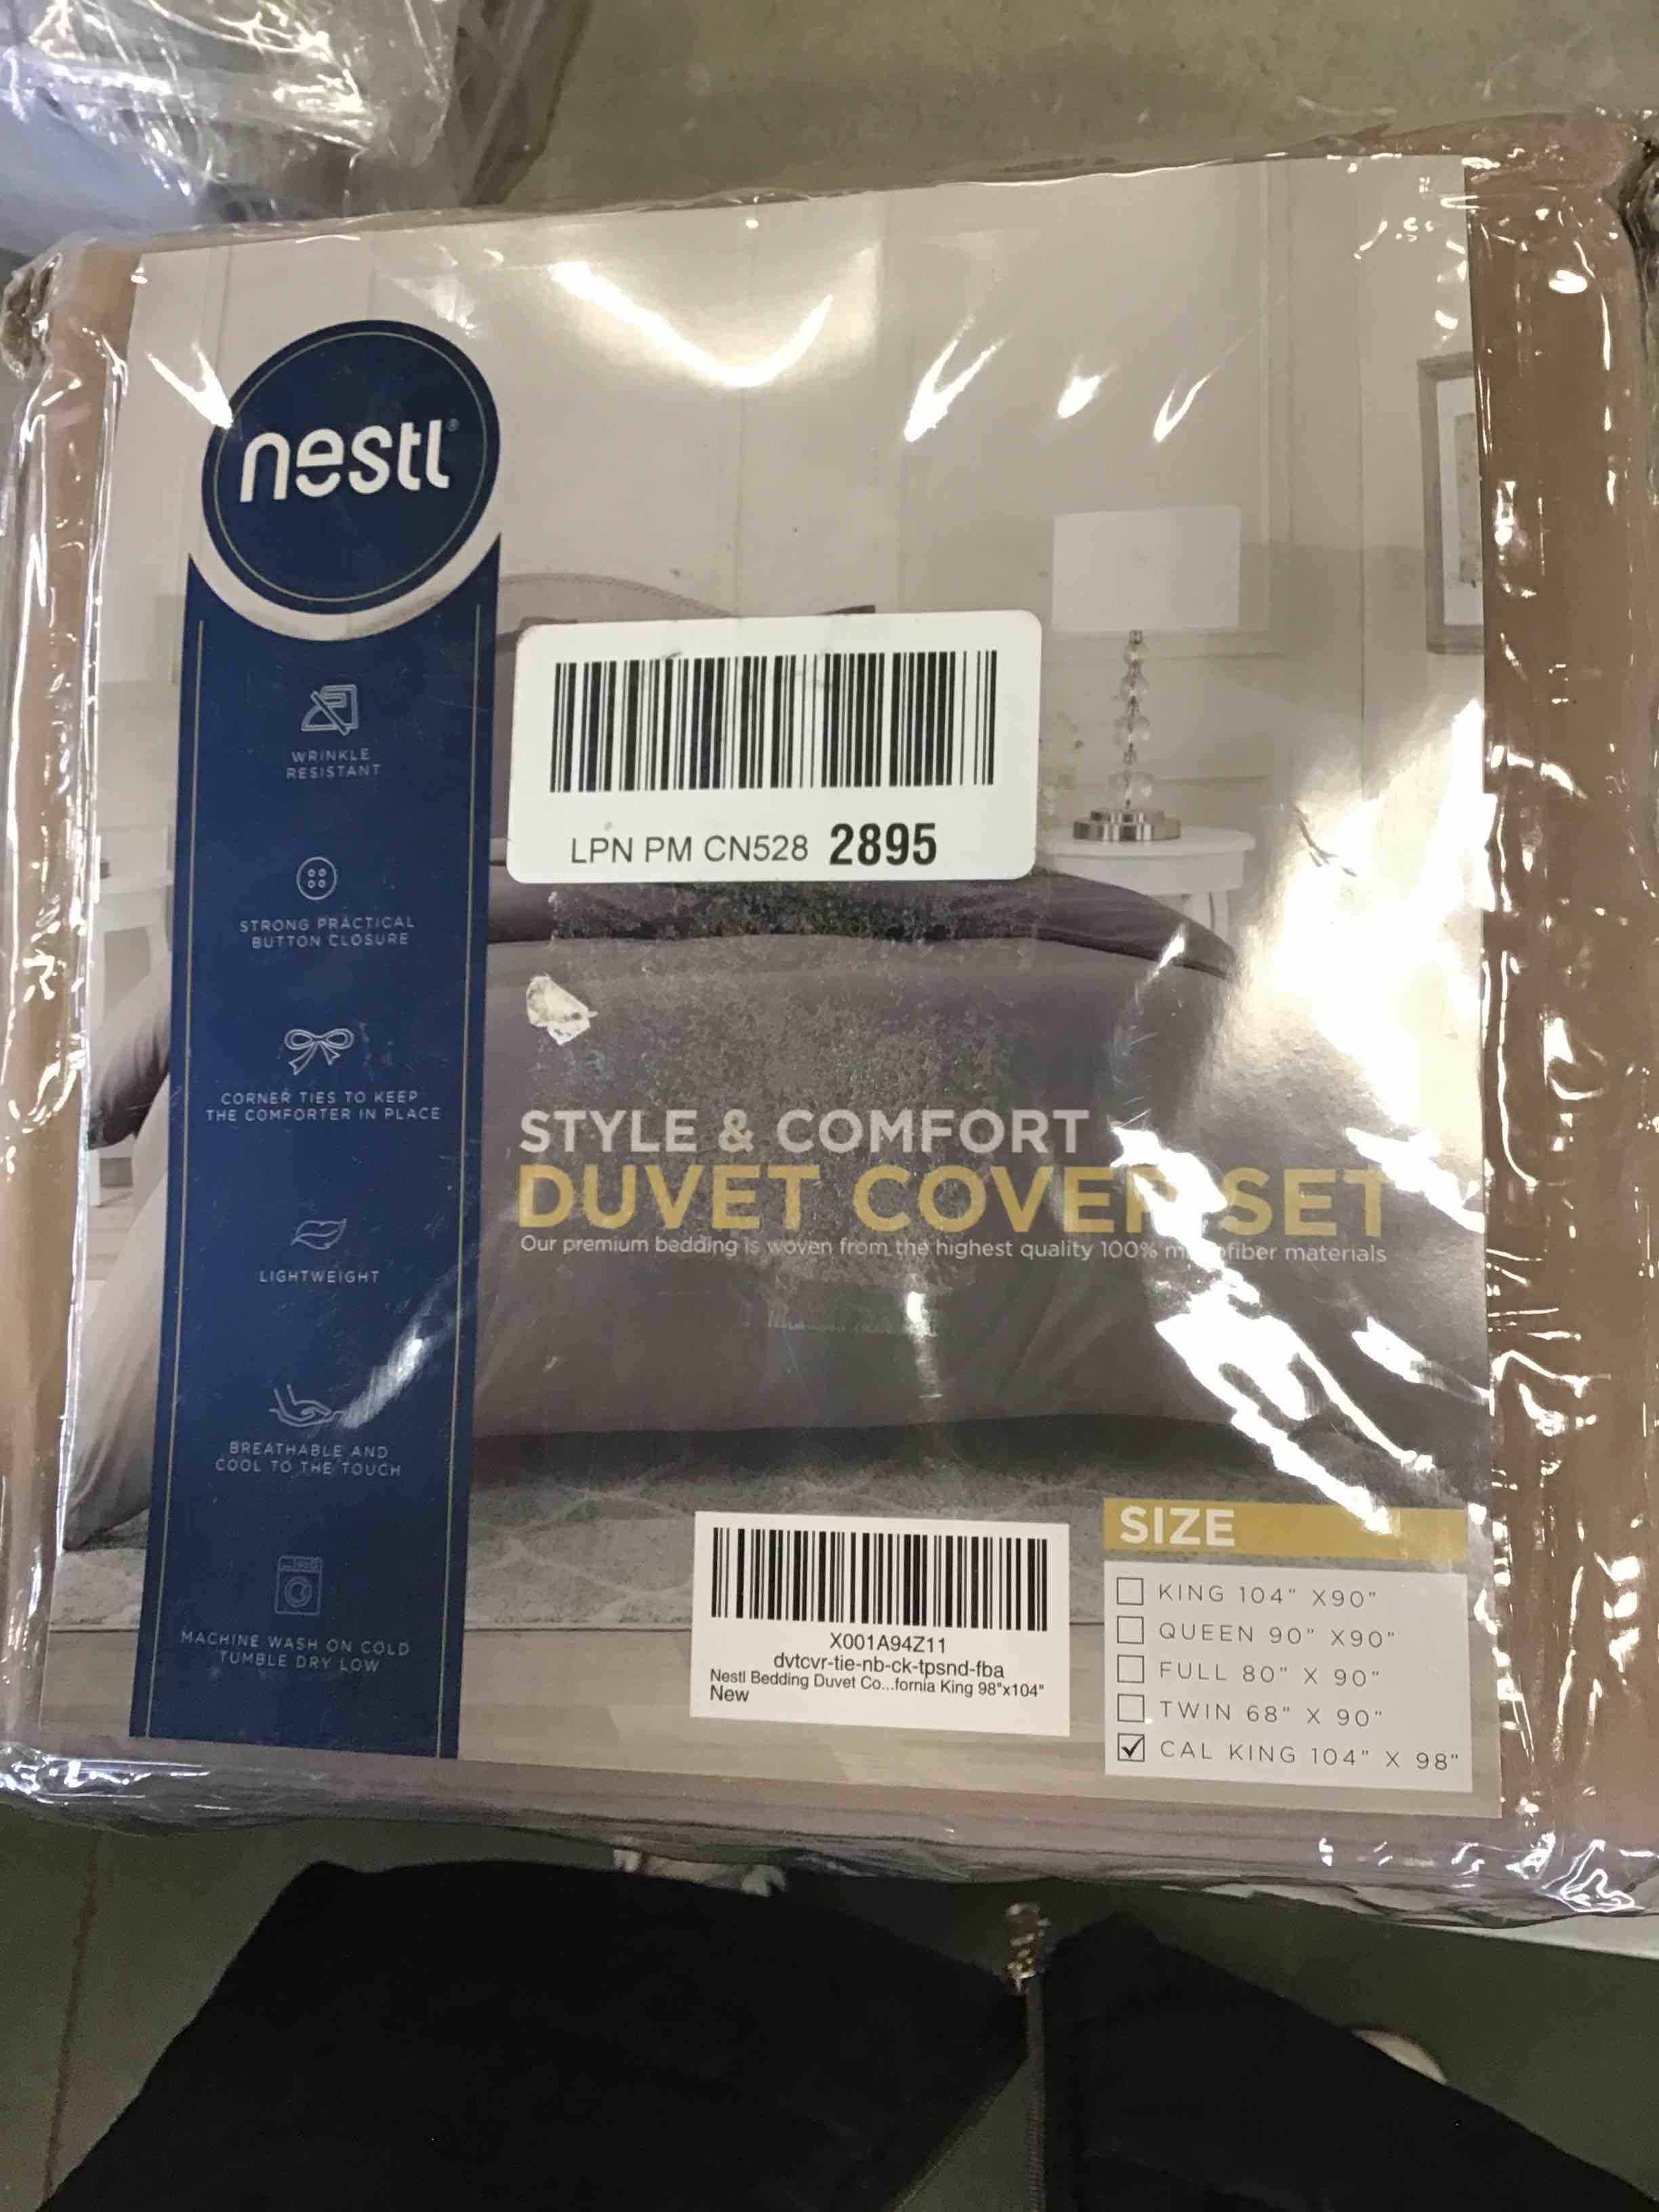 nestl®
WRINKLE
RESISTANT
STRONG PRACTICAL
BUTTON CLOSURE
CORNER TIES TO KEEP
THE COMFORTER IN PLACE
LIGHTWEIGHT
BREATHABLE AND
COOL TO THE TOUCH
MACHINE WASH ON COLD
TUMBLE DRY LOW
LPN PM CN528 2895
STYLE & COMFORT
DUVET COVER SET
Our premium bedding is woven from the highest quality 100% microfiber materials
X001A94Z11
dvtcvr-tie-nb-ck-tpsnd-fba
Nestl Bedding Duvet Co...fornia King 98"x104"
New
SIZE
KING 104" X90"
QUEEN 90" X90"
FULL 80" X 90"
TWIN 68" X 90"
CAL KING 104" X 98"